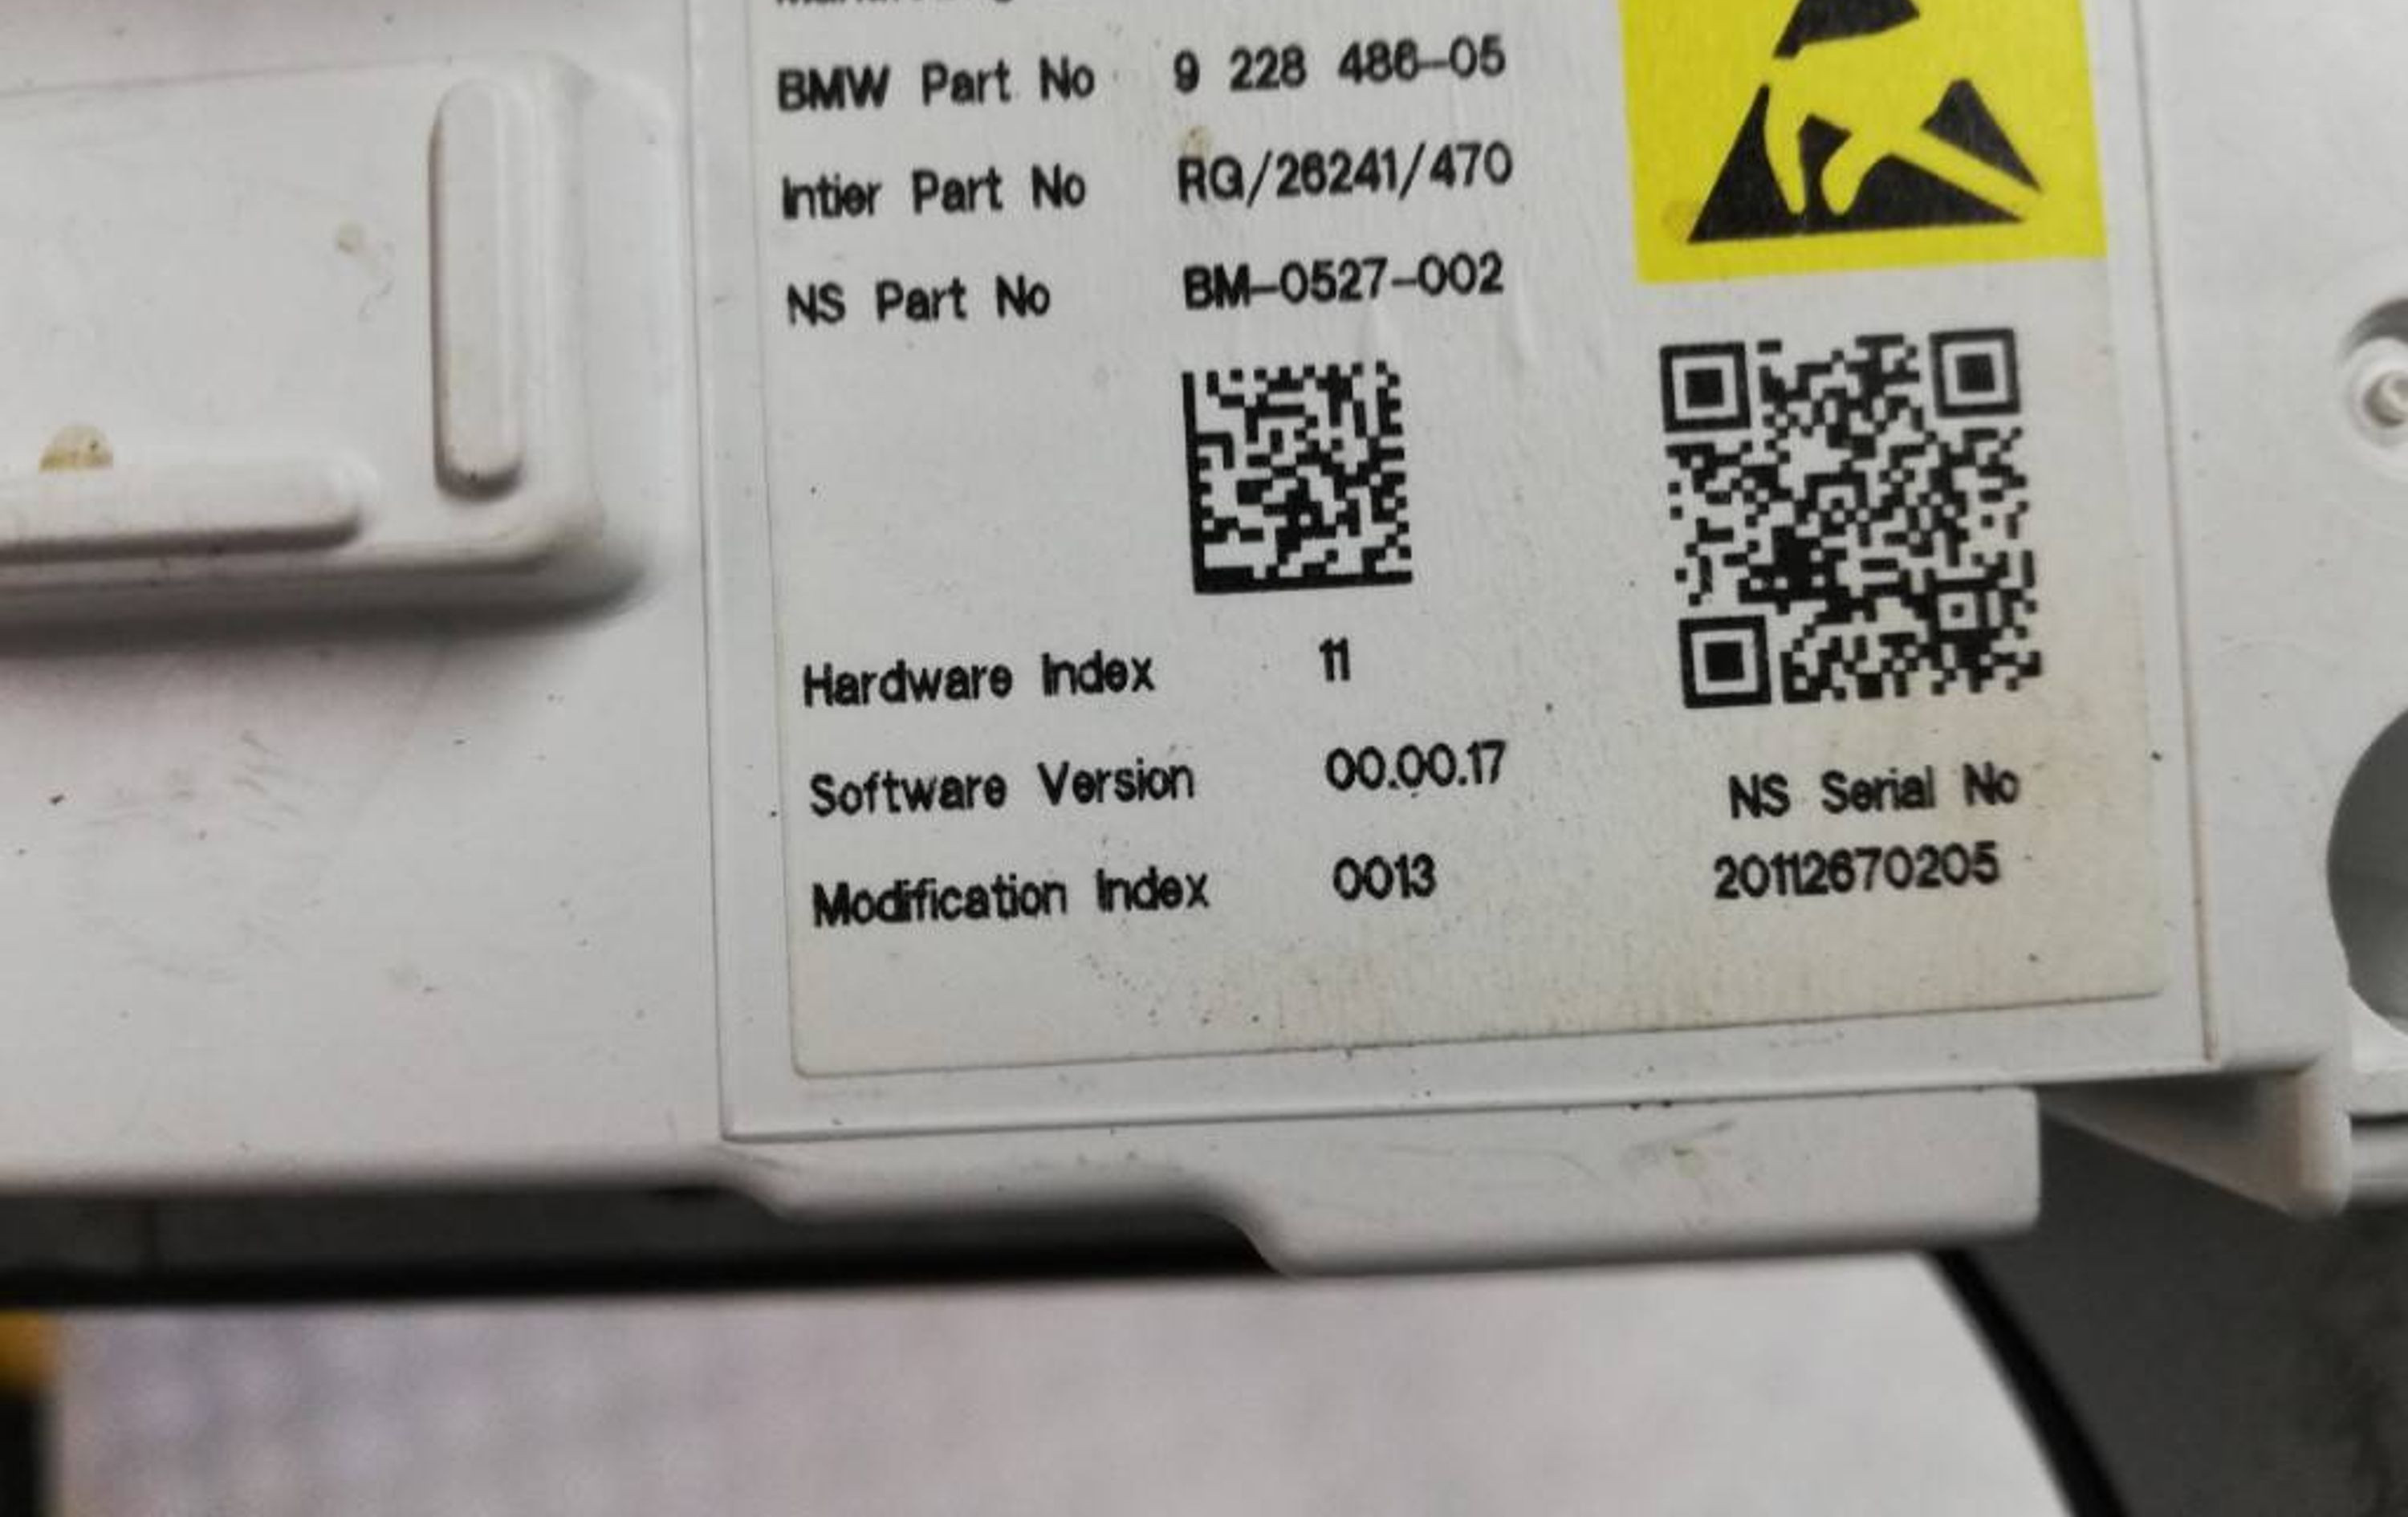 BMW Part No 9 228 486-05
Intier Part No RG/26241/470
NS Part No BM-0527-002
Hardware Index 11
Software Version 00.00.17
Modification Index 0013
NS Serial No
20112670205